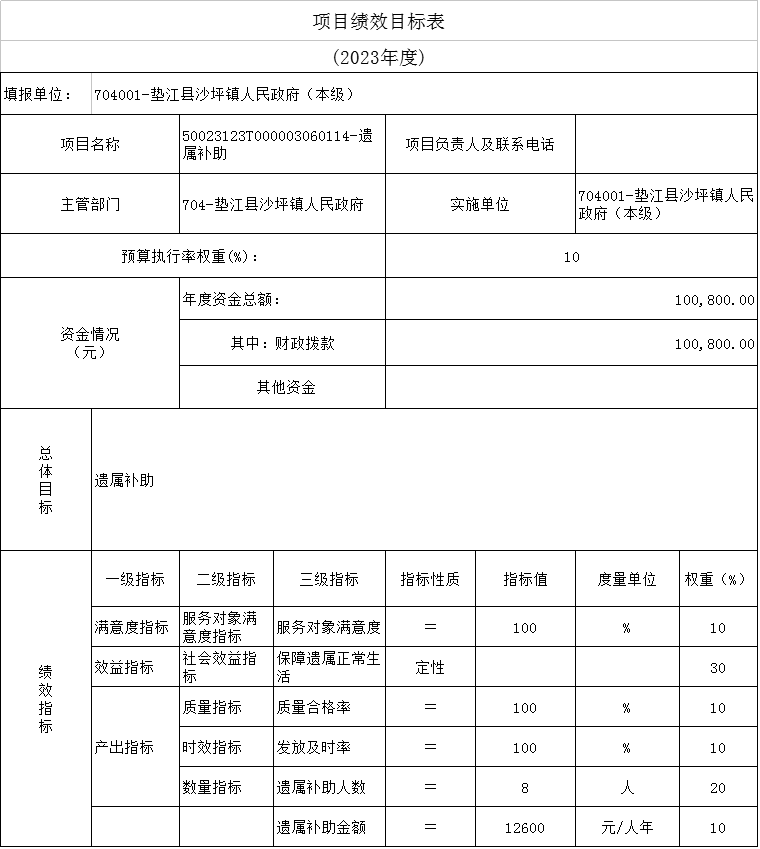 项目绩效目标表
(2023年度)
填报单位： 704001-垫江县沙坪镇人民政府（本级）
项目名称 50023123T000003060114-遗属补助 项目负责人及联系电话
主管部门 704-垫江县沙坪镇人民政府 实施单位 704001-垫江县沙坪镇人民政府（本级）
预算执行率权重(%)： 10
资金情况（元） 年度资金总额： 100,800.00
其中：财政拨款 100,800.00
其他资金
总体目标 遗属补助
绩效指标 一级指标 二级指标 三级指标 指标性质 指标值 度量单位 权重（%）
满意度指标 服务对象满意度指标 服务对象满意度 ＝ 100 % 10
效益指标 社会效益指标 保障遗属正常生活 定性 30
产出指标 质量指标 质量合格率 ＝ 100 % 10
时效指标 发放及时率 ＝ 100 % 10
数量指标 遗属补助人数 ＝ 8 人 20
遗属补助金额 ＝ 12600 元/人年 10